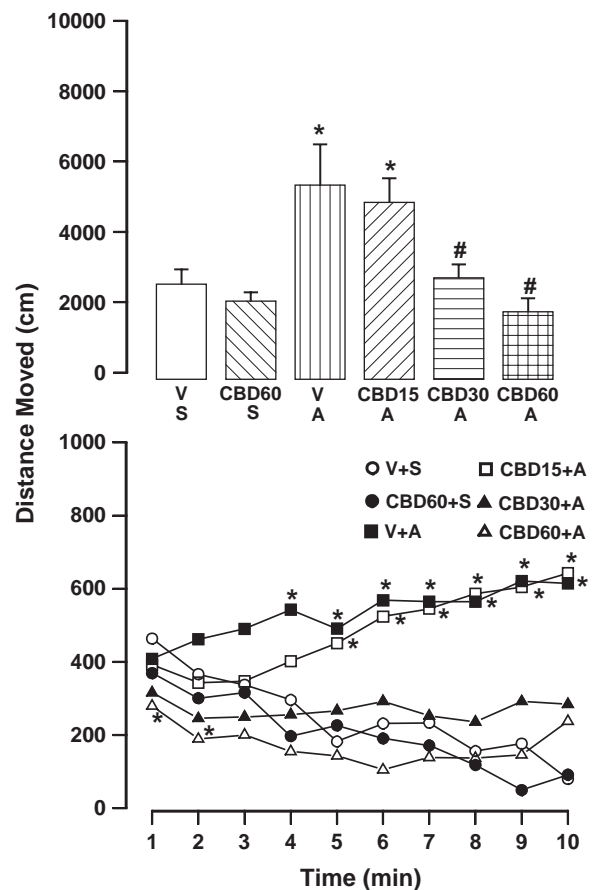 10000
8000
6000
4000
2000
0
*
*
#
#
V
S
CBD60
S
V
A
CBD15
A
CBD30
A
CBD60
A
Distance Moved (cm)
1000
800
600
400
200
0
V+S
CBD60+S
V+A
CBD15+A
CBD30+A
CBD60+A
* * * * * * *
* * * * * *
* *
1 2 3 4 5 6 7 8 9 10
Time (min)